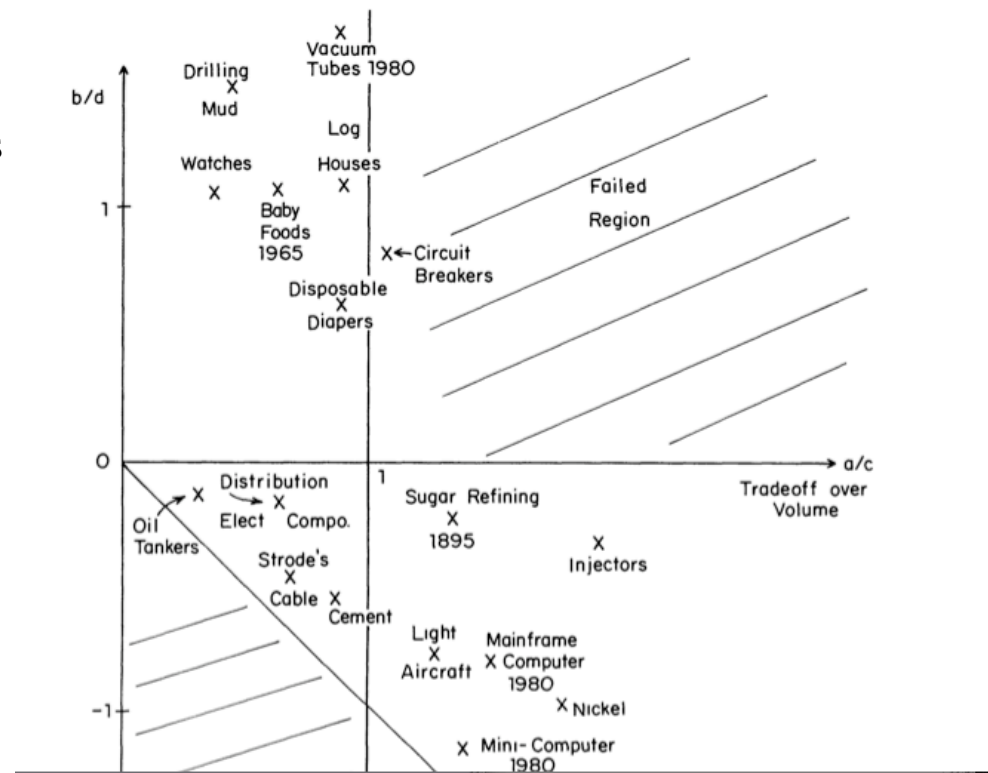 Vacuum
Tubes 1980
Drilling
Mud
b/d
Log
Houses
Watches
Failed
Region
1
Baby
Foods
1965
Circuit
Breakers
Disposable
Diapers
0
1
a/c
Tradeoff over
Volume
Distribution
Elect Compo.
Oil
Tankers
Sugar Refining
1895
Injectors
Strode's
Cable
Cement
Light
Aircraft
Mainframe
Computer
1980
Nickel
-1
Mini-Computer
1980